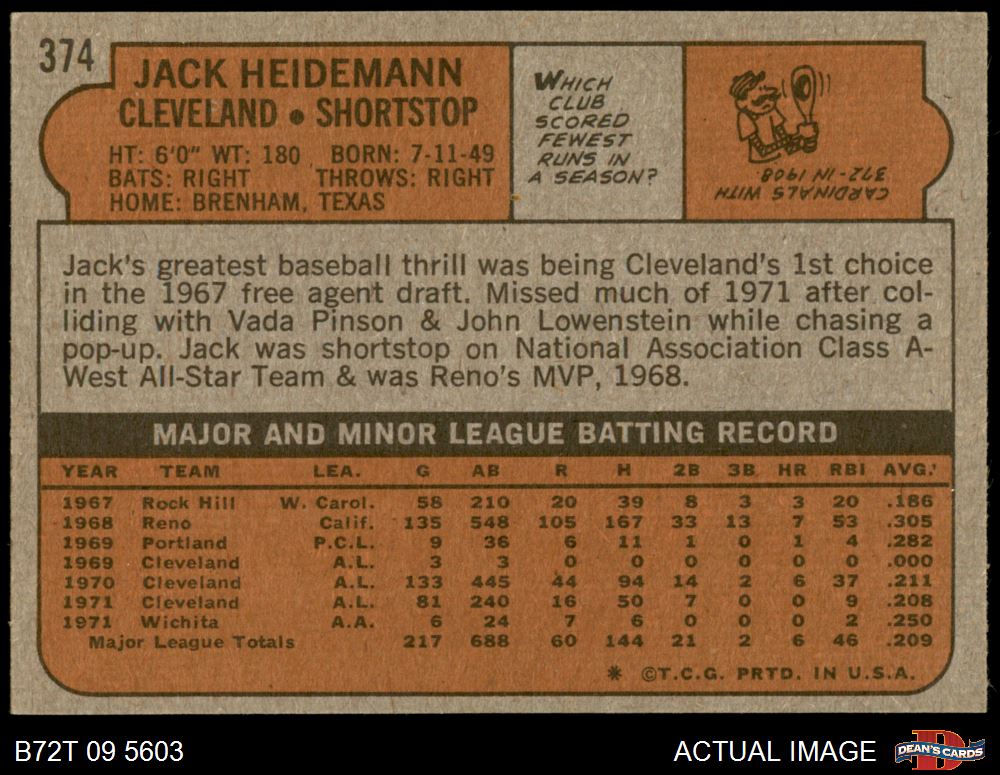 374
JACK HEIDEMANN
CLEVELAND • SHORTSTOP
HT: 6'0" WT: 180 BORN: 7-11-49
BATS: RIGHT THROWS: RIGHT
HOME: BRENHAM, TEXAS
WHICH
CLUB
SCORED
FEWEST
RUNS IN
A SEASON?
CARDINALS WITH
372 - IN 1908.
Jack's greatest baseball thrill was being Cleveland's 1st choice
in the 1967 free agent draft. Missed much of 1971 after col-
liding with Vada Pinson & John Lowenstein while chasing a
pop-up. Jack was shortstop on National Association Class A-
West All-Star Team & was Reno's MVP, 1968.
MAJOR AND MINOR LEAGUE BATTING RECORD
YEAR TEAM LEA. G AB R H 2B 3B HR RBI AVG.
1967 Rock Hill W. Carol. 58 210 20 39 8 3 3 20 .186
1968 Reno Calif. 135 548 105 167 33 13 7 53 .305
1969 Portland P.C.L. 9 36 6 11 1 0 1 4 .282
1969 Cleveland A.L. 3 3 0 0 0 0 0 0 .000
1970 Cleveland A.L. 133 445 44 94 14 2 6 37 .211
1971 Cleveland A.L. 81 240 16 50 7 0 0 9 .208
1971 Wichita A.A. 6 24 7 6 0 0 0 2 .250
Major League Totals 217 688 60 144 21 2 6 46 .209
* ©T.C.G. PRTD. IN U.S.A.
B72T 09 5603
ACTUAL IMAGE
DEAN'S CARDS